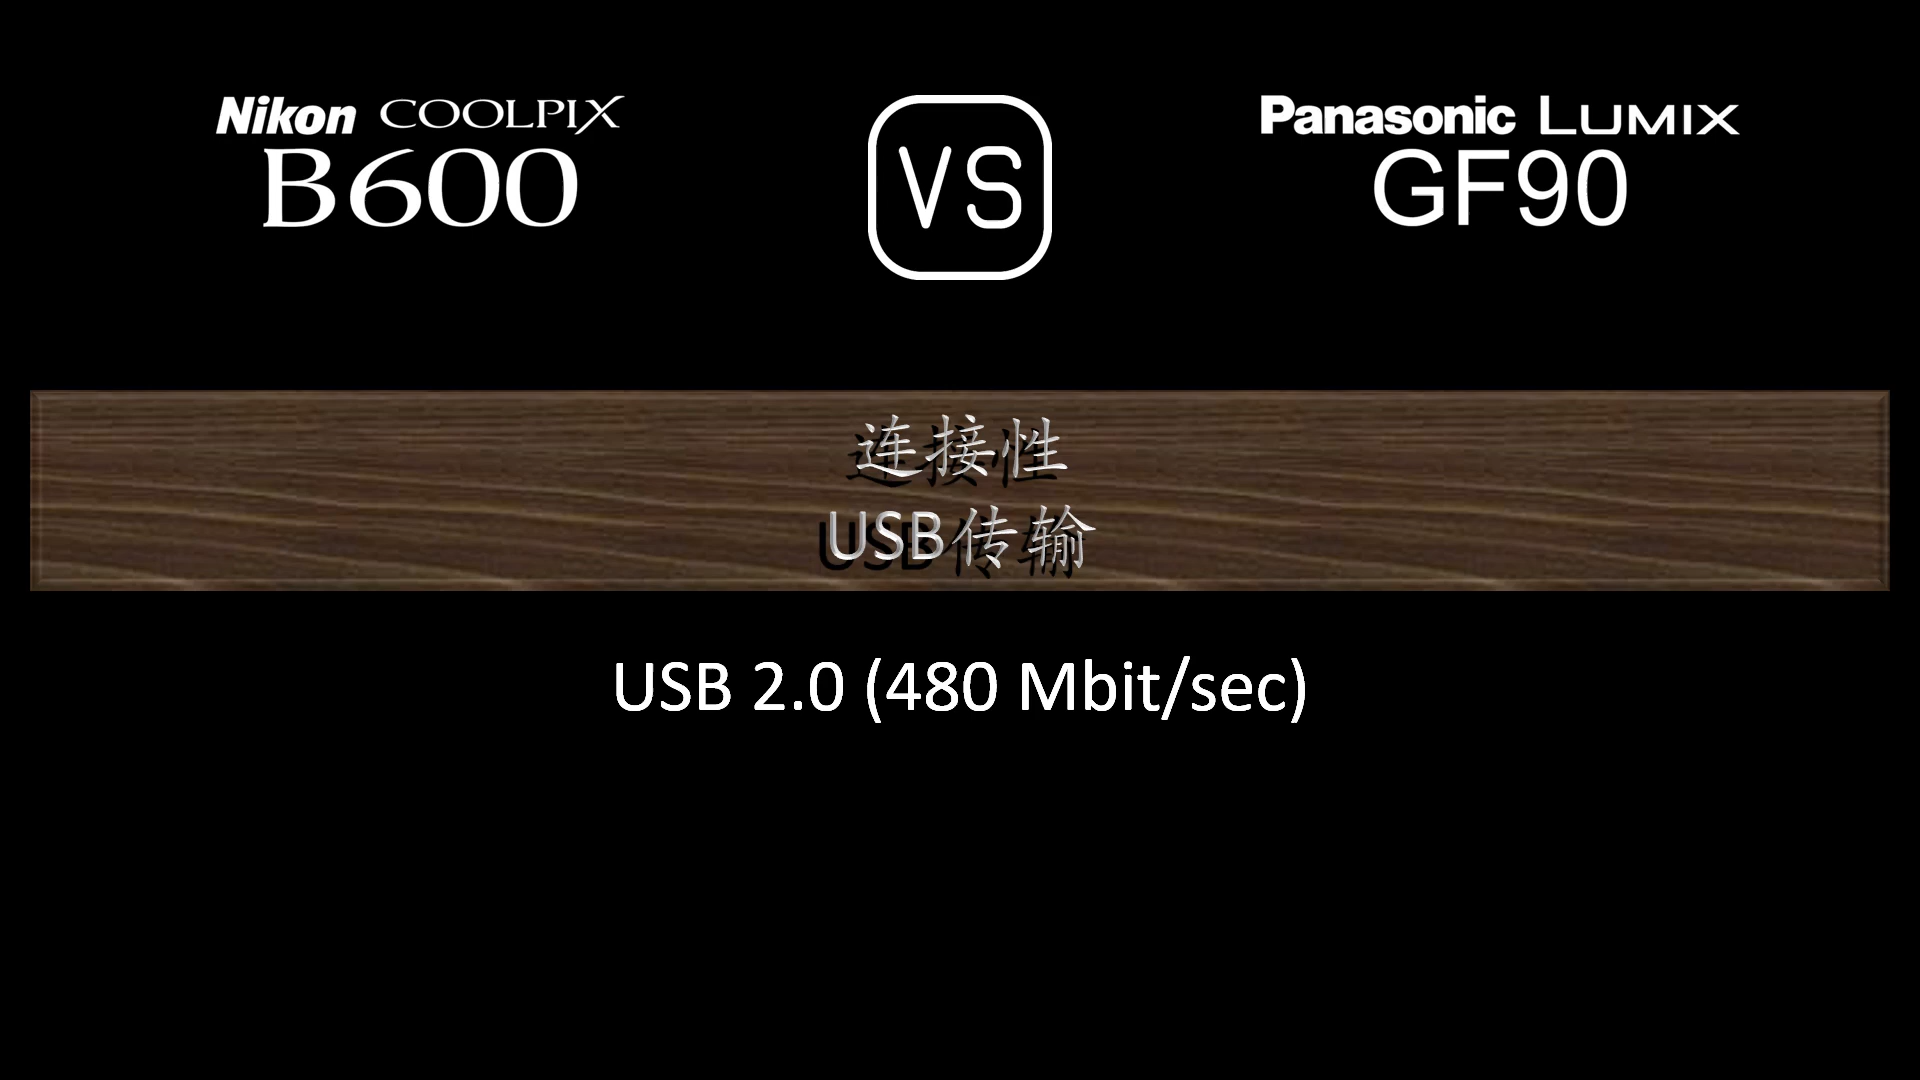 Nikon COOLPIX
B600
VS
Panasonic LUMIX
GF90
连接性
USB传输
USB 2.0 (480 Mbit/sec)